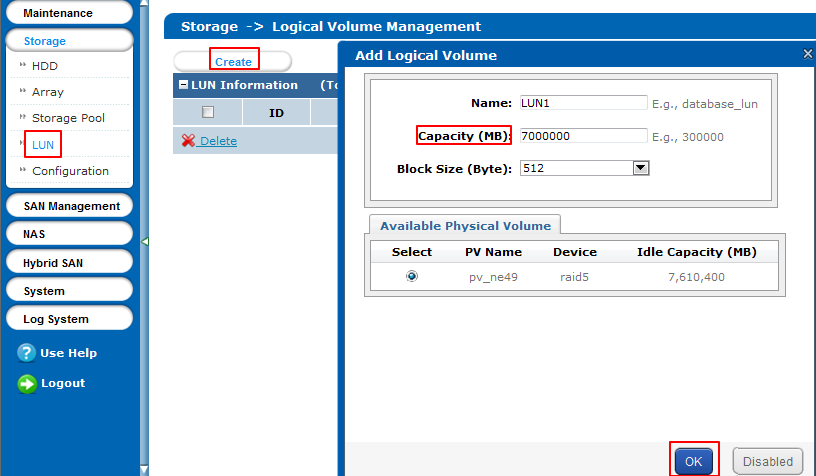 Maintenance
Storage
HDD
Array
Storage Pool
LUN
Configuration
SAN Management
NAS
Hybrid SAN
System
Log System
? Use Help
Logout
Storage -> Logical Volume Management
Create
LUN Information (To
ID
Delete
Add Logical Volume
Name: LUN1 E.g., database_lun
Capacity (MB): 7000000 E.g., 300000
Block Size (Byte): 512
Available Physical Volume
Select PV Name Device Idle Capacity (MB)
pv_ne49 raid5 7,610,400
OK Disabled